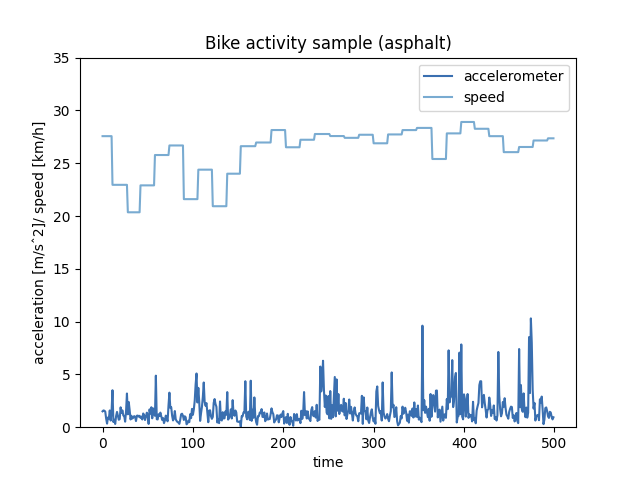 Bike activity sample (asphalt)
accelerometer
speed
35
30
25
20
15
10
5
0
acceleration [m/sˆ2]/ speed [km/h]
0 100 200 300 400 500
time